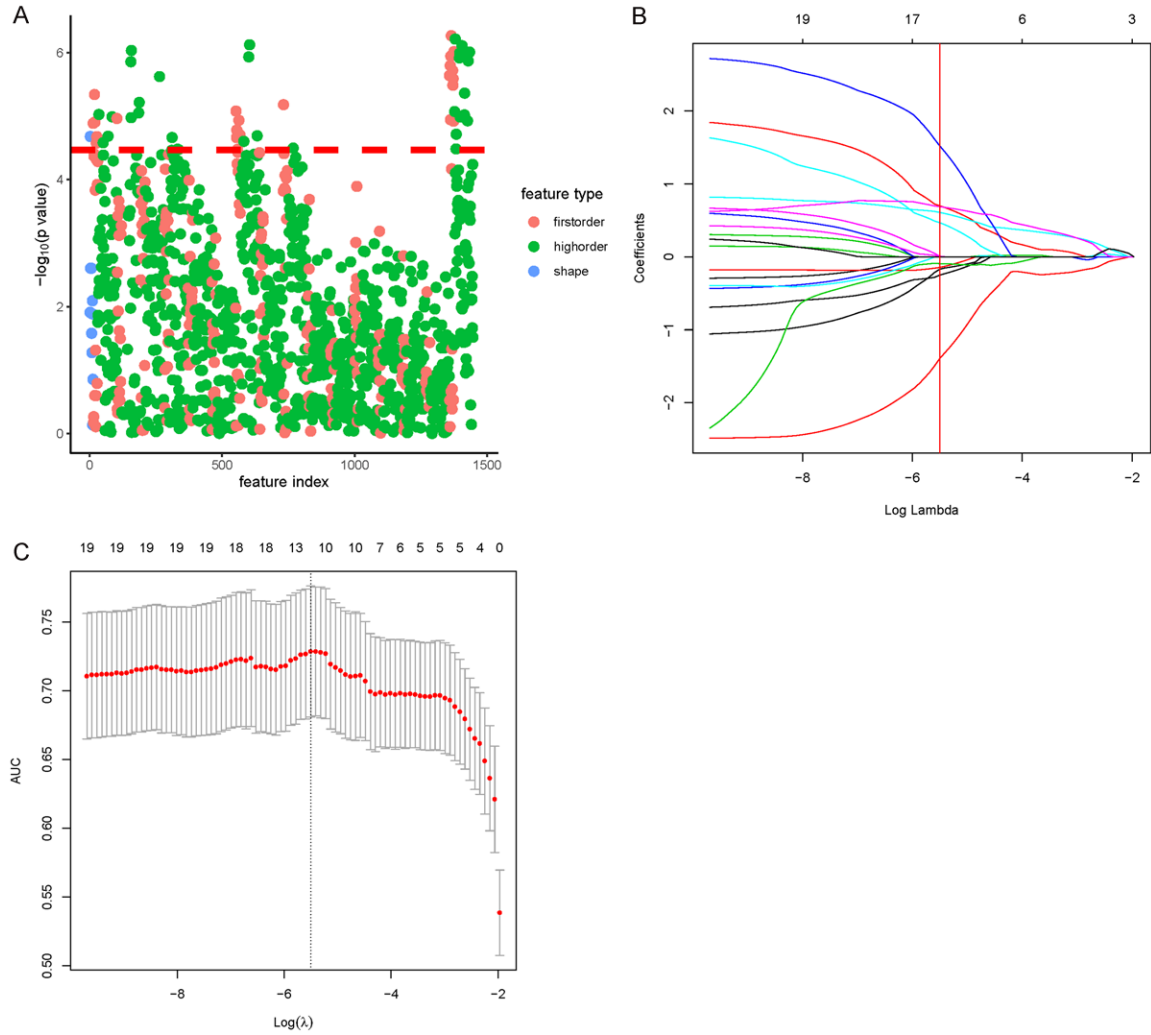 A
−log10(p value)
6
4
2
0
0 500 1000 1500
feature index
feature type
firstorder
highorder
shape
B
19 17 6 3
Coefficients
2
1
0
−1
−2
−8 −6 −4 −2
Log Lambda
C
19 19 19 19 19 18 18 13 10 10 7 6 5 5 5 4 0
AUC
0.75
0.70
0.65
0.60
0.55
0.50
−8 −6 −4 −2
Log(λ)